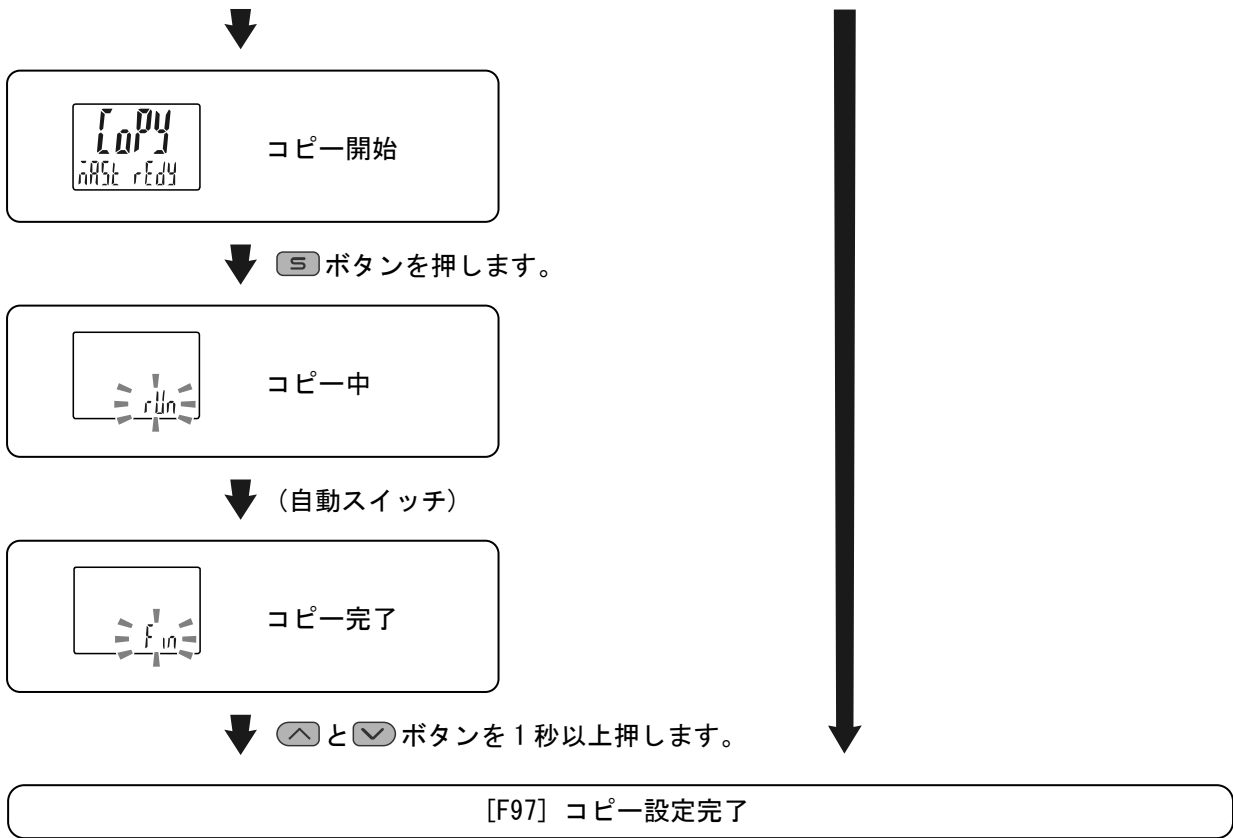 CoPY
mASt rEdY
コピー開始
S ボタンを押します。
rUn
コピー中
(自動スイッチ)
Fin
コピー完了
とボタンを1秒以上押します。
[F97] コピー設定完了